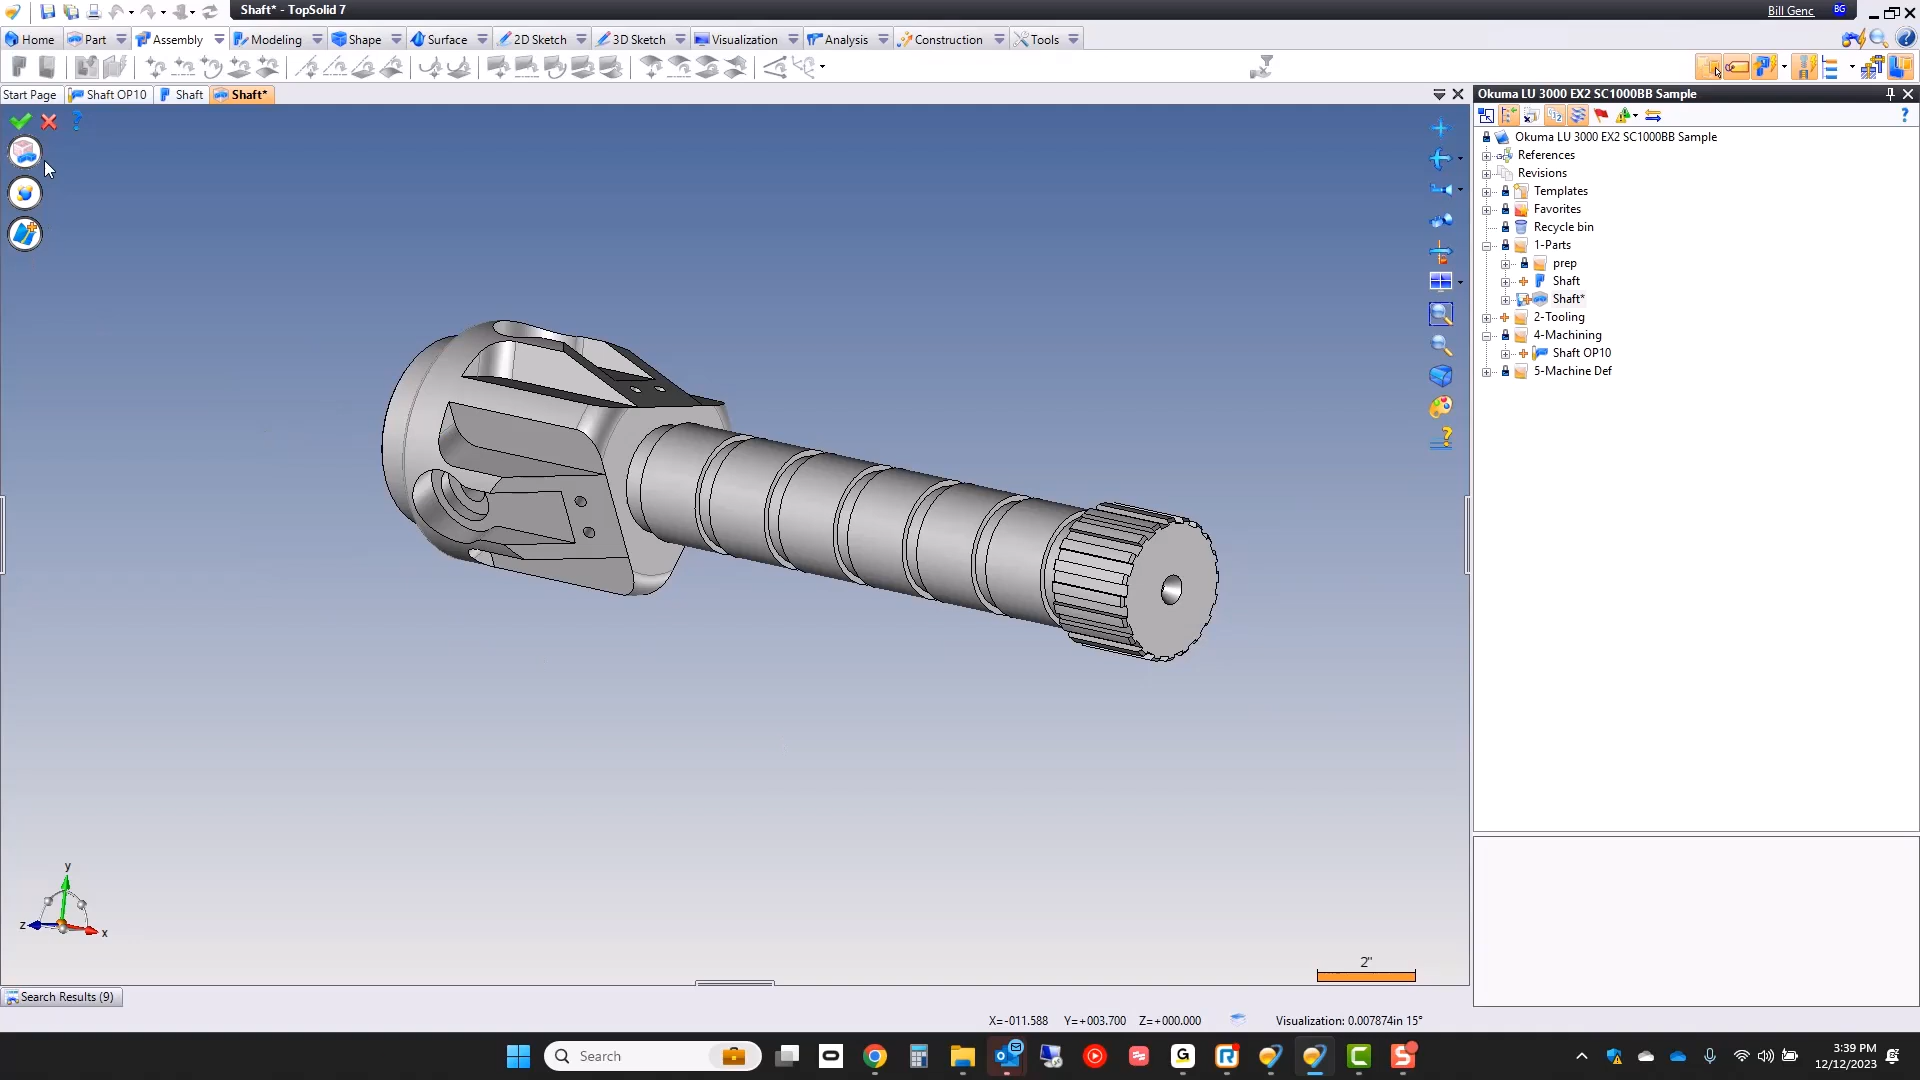 Shaft* - TopSolid 7
Bill Genc
BG
Home
Part
Assembly
Modeling
Shape
Surface
2D Sketch
3D Sketch
Visualization
Analysis
Construction
Tools
Start Page
Shaft OP10
Shaft
Shaft*
Okuma LU 3000 EX2 SC1000BB Sample
Okuma LU 3000 EX2 SC1000BB Sample
References
Revisions
Templates
Favorites
Recycle bin
1-Parts
prep
Shaft
Shaft*
2-Tooling
4-Machining
Shaft OP10
5-Machine Def
y
z
x
2"
Search Results (9)
X=-011.588 Y=+003.700 Z=+000.000 Visualization: 0.007874in 15°
Search
3:39 PM
12/12/2023